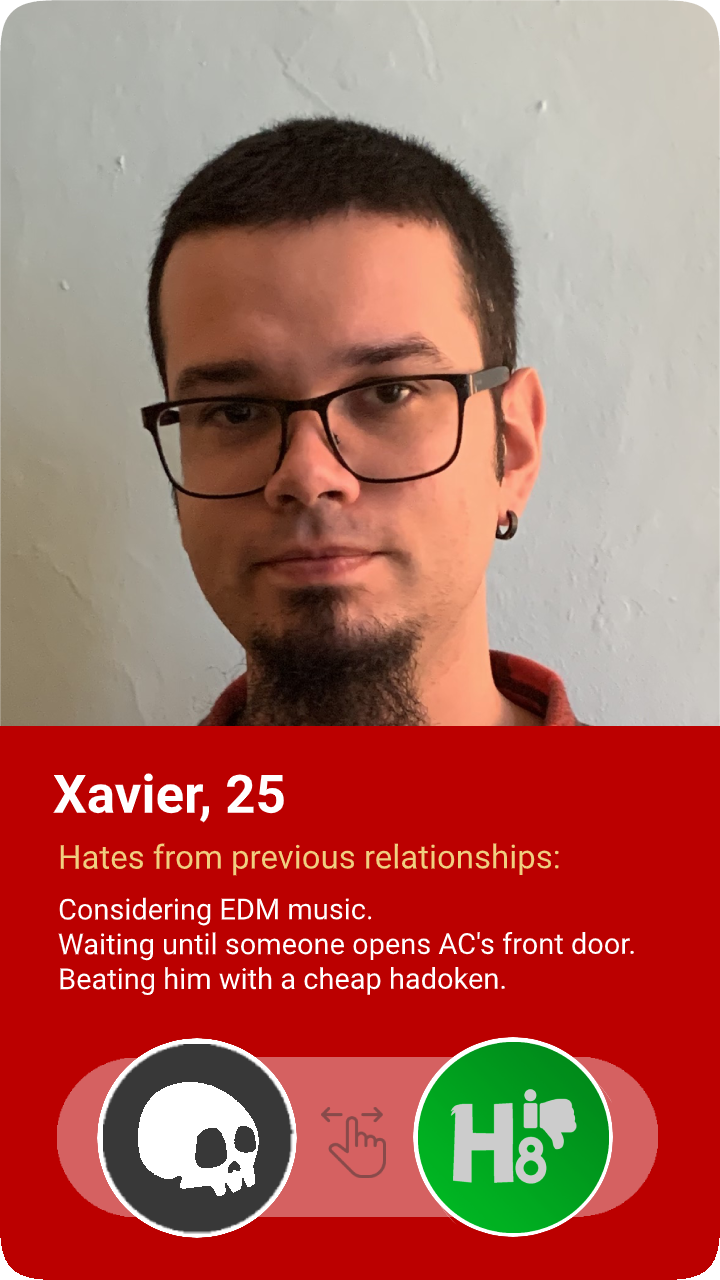 Xavier, 25
Hates from previous relationships:
Considering EDM music.
Waiting until someone opens AC's front door.
Beating him with a cheap hadoken.
Hi8